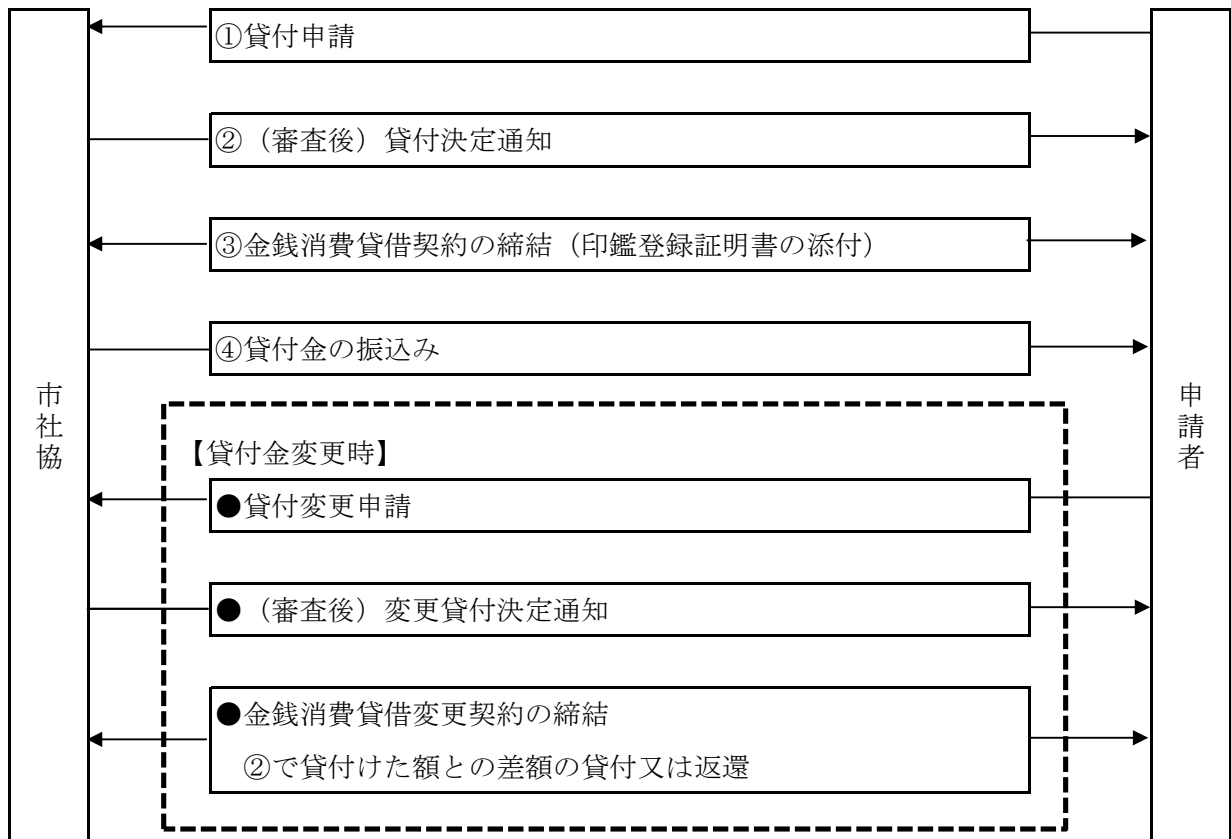 ①貸付申請
②（審査後）貸付決定通知
③金銭消費貸借契約の締結（印鑑登録証明書の添付）
④貸付金の振込み
市社協
申請者
【貸付金変更時】
●貸付変更申請
●（審査後）変更貸付決定通知
●金銭消費貸借変更契約の締結
②で貸付けた額との差額の貸付又は返還